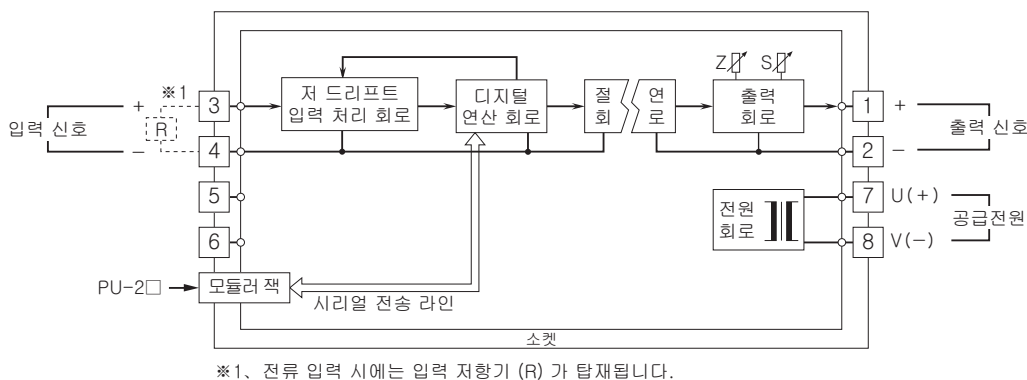 Z S
※1
+
입력 신호
R
−
3
4
5
6
저 드리프트
입력 처리 회로
디지털
연산 회로
절 연
회 로
출력
회로
1
+
출력 신호
2
−
전원
회로
7
U(+)
공급전원
8
V(−)
PU-2□
모듈러 잭
시리얼 전송 라인
소켓
※1、전류 입력 시에는 입력 저항기 (R) 가 탑재됩니다.